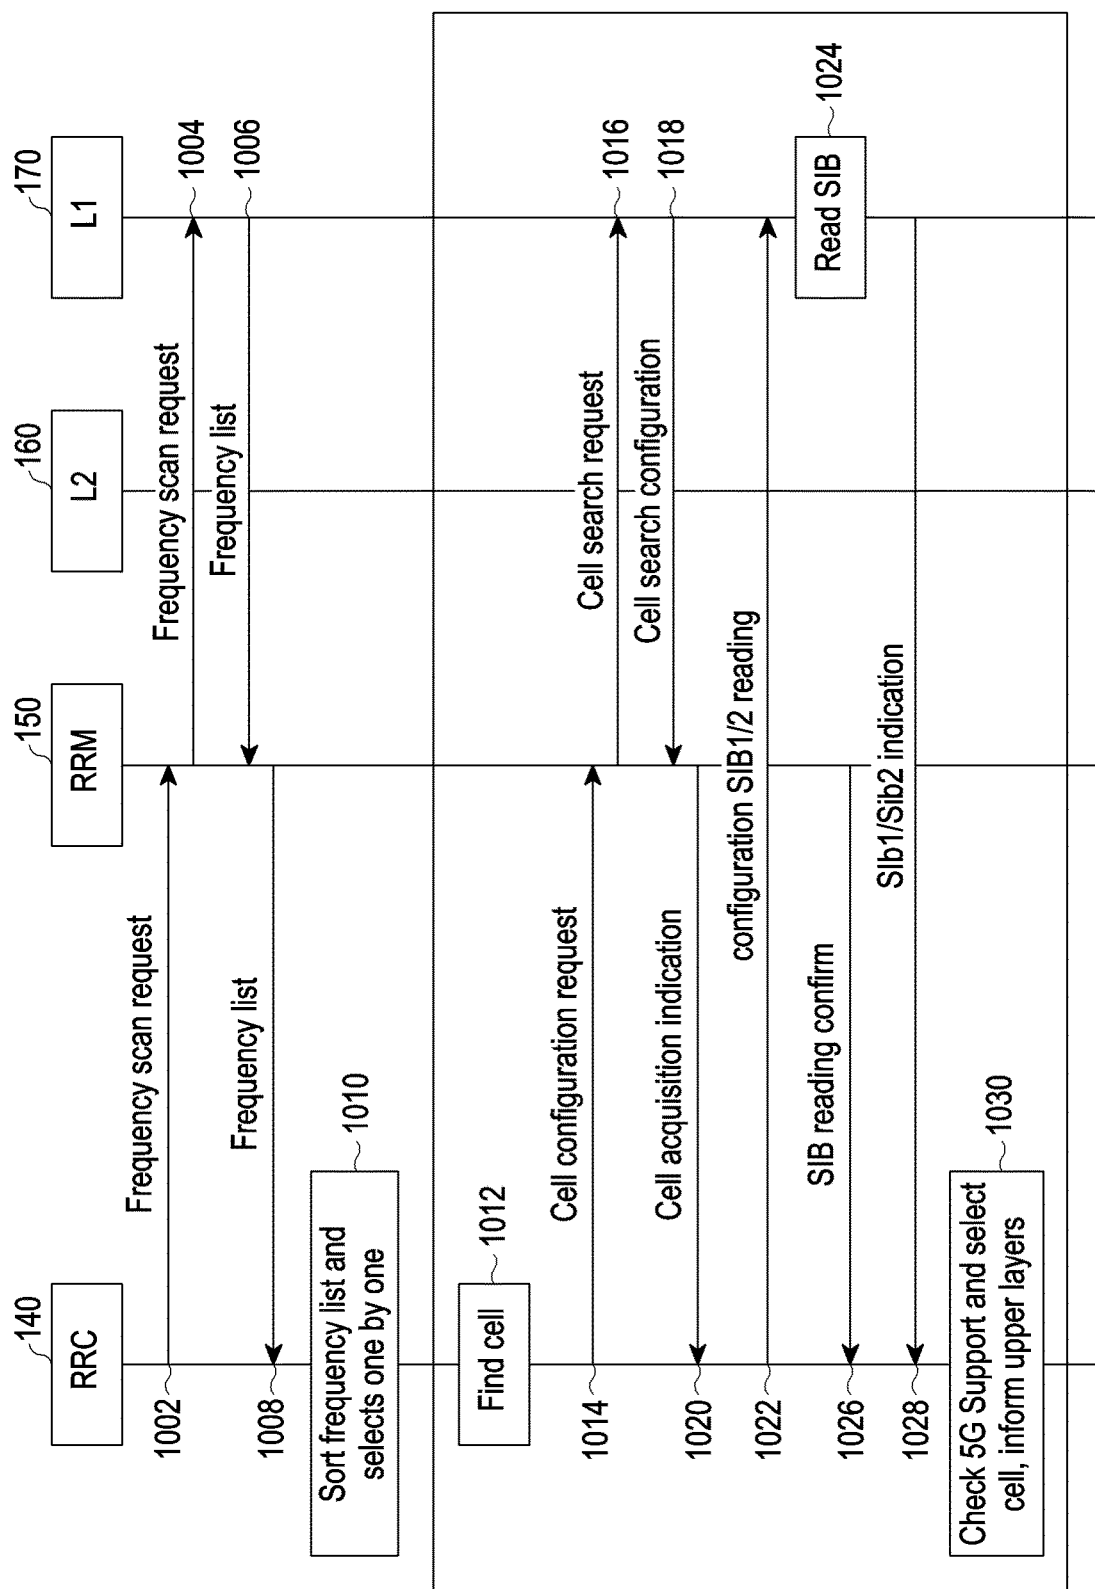 140
RRC
150
RRM
160
L2
170
L1
1002
Frequency scan request
Frequency scan request
1004
Frequency list
1006
1008
Frequency list
Sort frequency list and
selects one by one
1010
Find cell
1012
1014
Cell configuration request
Cell search request
1016
Cell search configuration
1018
1020
Cell acquisition indication
1022
configuration SIB1/2 reading
Read SIB
1024
1026
SIB reading confirm
1028
SIb1/Sib2 indication
Check 5G Support and select
cell, inform upper layers
1030